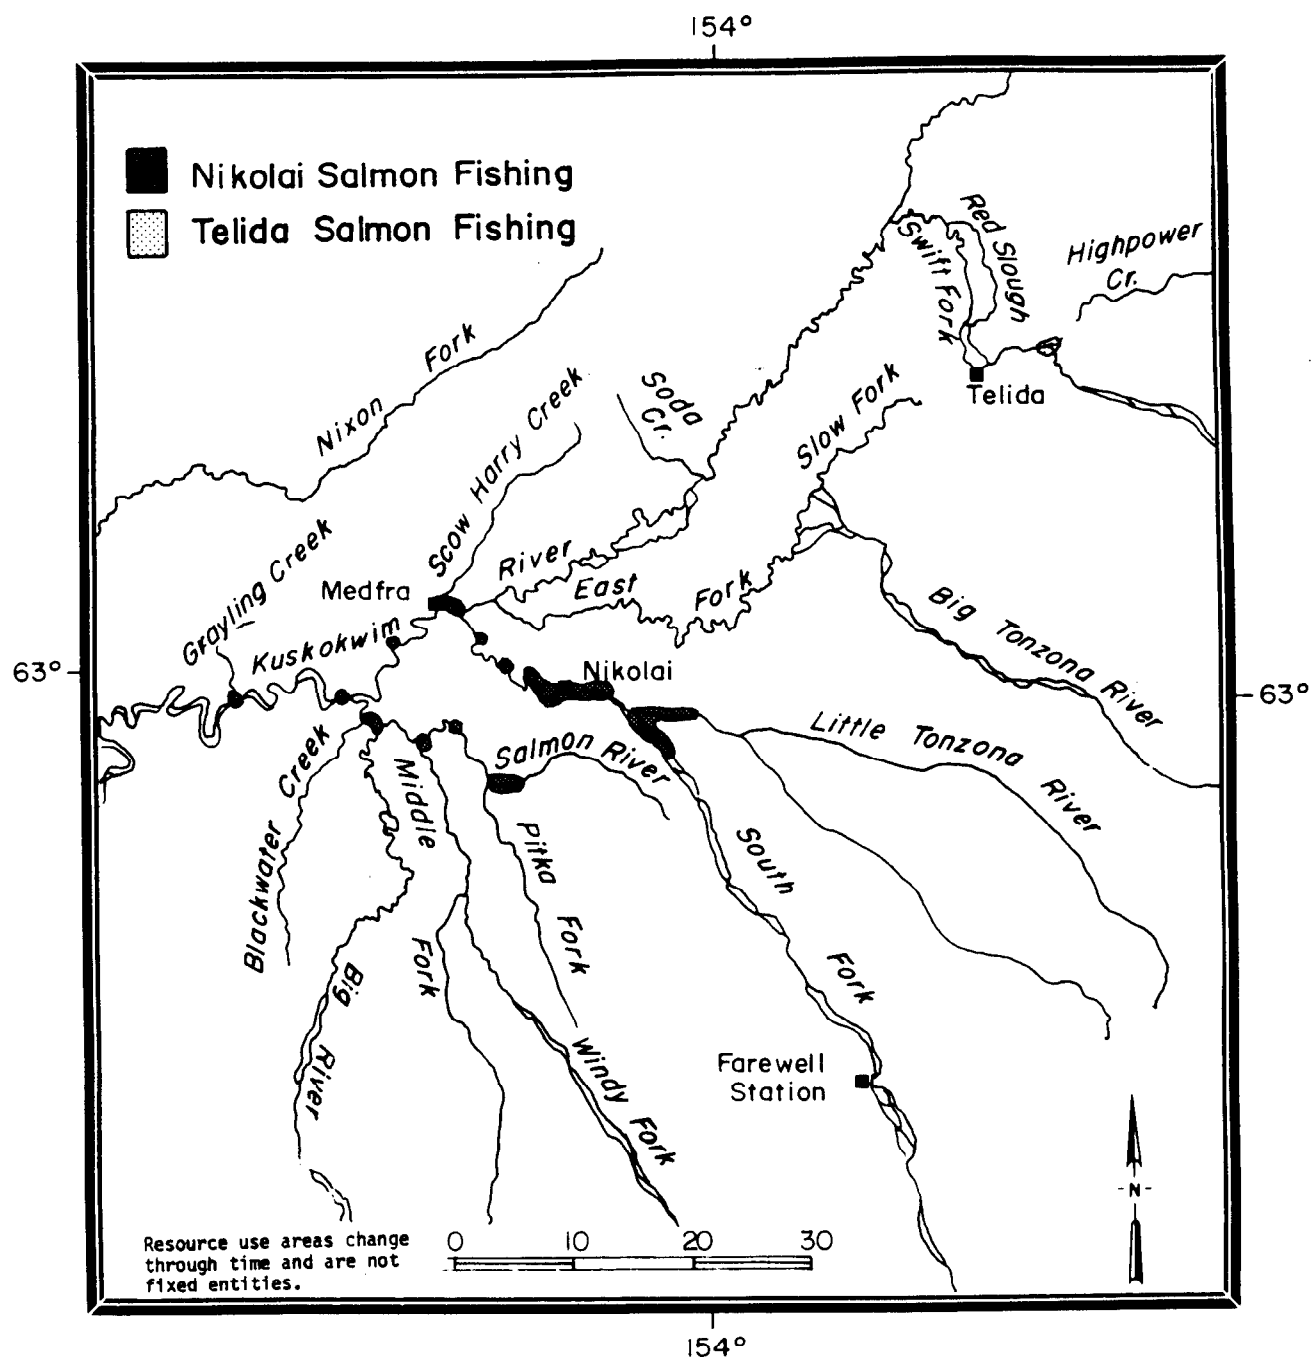 154°
Nikolai Salmon Fishing
Telida Salmon Fishing
Red Slough
Swift Fork
Highpower
Cr.
Telida
Nixon Fork
Soda
Cr.
Slow Fork
Scow Harry Creek
Grayling Creek
Medfra
River
East Fork
Kuskokwim
63°
Nikolai
63°
Big Tonzona River
Little Tonzona River
Salmon River
Blackwater Creek
Middle Fork
Pitka Fork
South Fork
Big River
Windy Fork
Farewell
Station
N
Resource use areas change
through time and are not
fixed entities.
0 10 20 30
154°